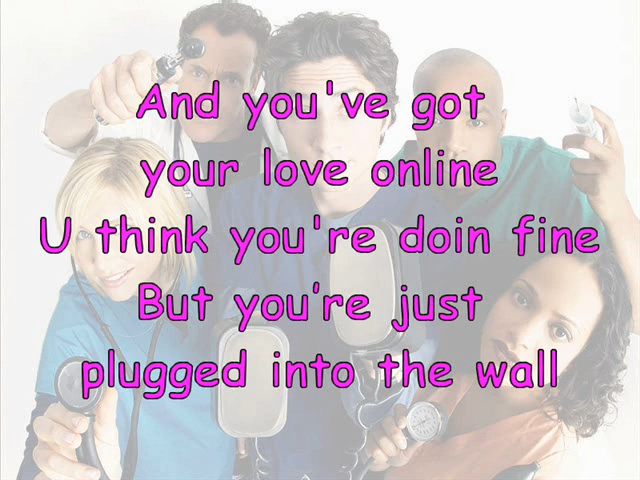 And you've got
your love online
U think you're doin fine
But you're just
plugged into the wall